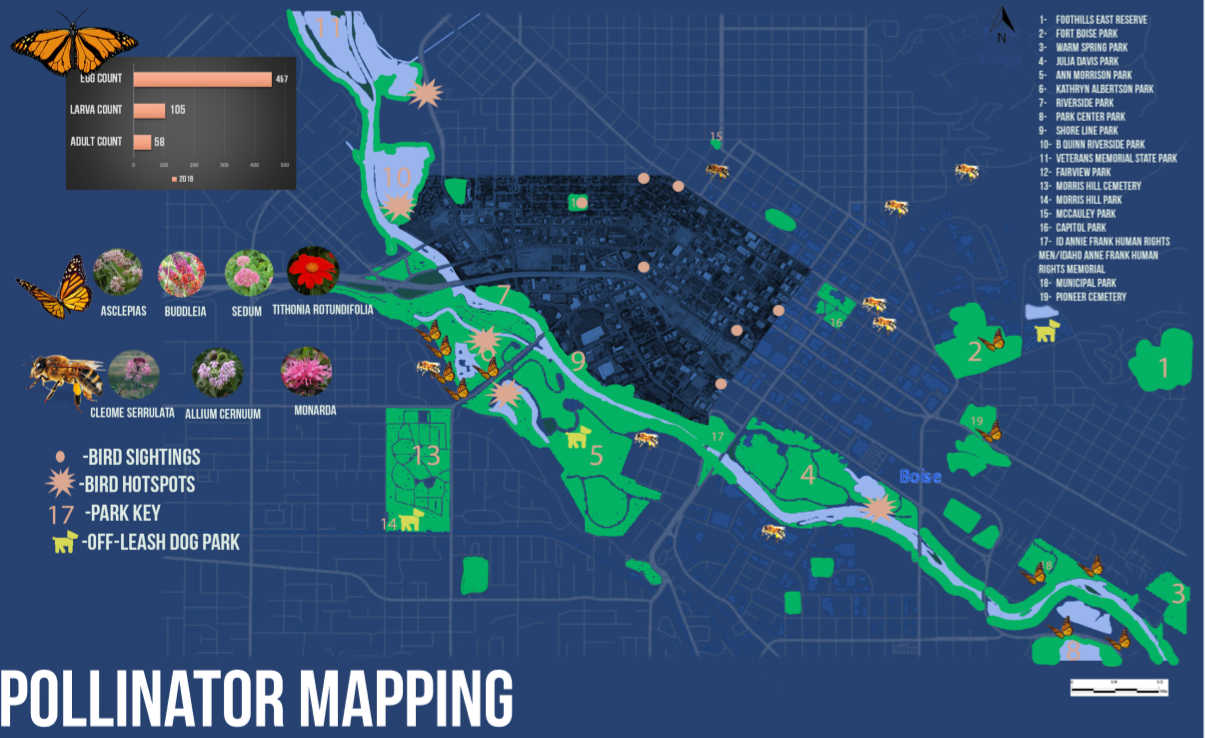 11
EGG COUNT
457
LARVA COUNT
105
ADULT COUNT
58
0 100 200 300 400 500
2018
N
1- FOOTHILLS EAST RESERVE
2- FORT BOISE PARK
3- WARM SPRING PARK
4- JULIA DAVIS PARK
5- ANN MORRISON PARK
6- KATHRYN ALBERTSON PARK
7- RIVERSIDE PARK
8- PARK CENTER PARK
9- SHORE LINE PARK
10- B QUINN RIVERSIDE PARK
11- VETERANS MEMORIAL STATE PARK
12- FAIRVIEW PARK
13- MORRIS HILL CEMETERY
14- MORRIS HILL PARK
15- MCCAULEY PARK
16- CAPITOL PARK
17- ID ANNIE FRANK HUMAN RIGHTS
MEN/IDAHO ANNE FRANK HUMAN
RIGHTS MEMORIAL
18- MUNICIPAL PARK
19- PIONEER CEMETERY
15
10
7
16
2
1
9
6
19
17
13
5
4
Boise
14
18
3
8
ASCLEPIAS
BUDDLEIA
SEDUM
TITHONIA ROTUNDIFOLIA
CLEOME SERRULATA
ALLIUM CERNUUM
MONARDA
-BIRD SIGHTINGS
-BIRD HOTSPOTS
17 -PARK KEY
-OFF-LEASH DOG PARK
POLLINATOR MAPPING